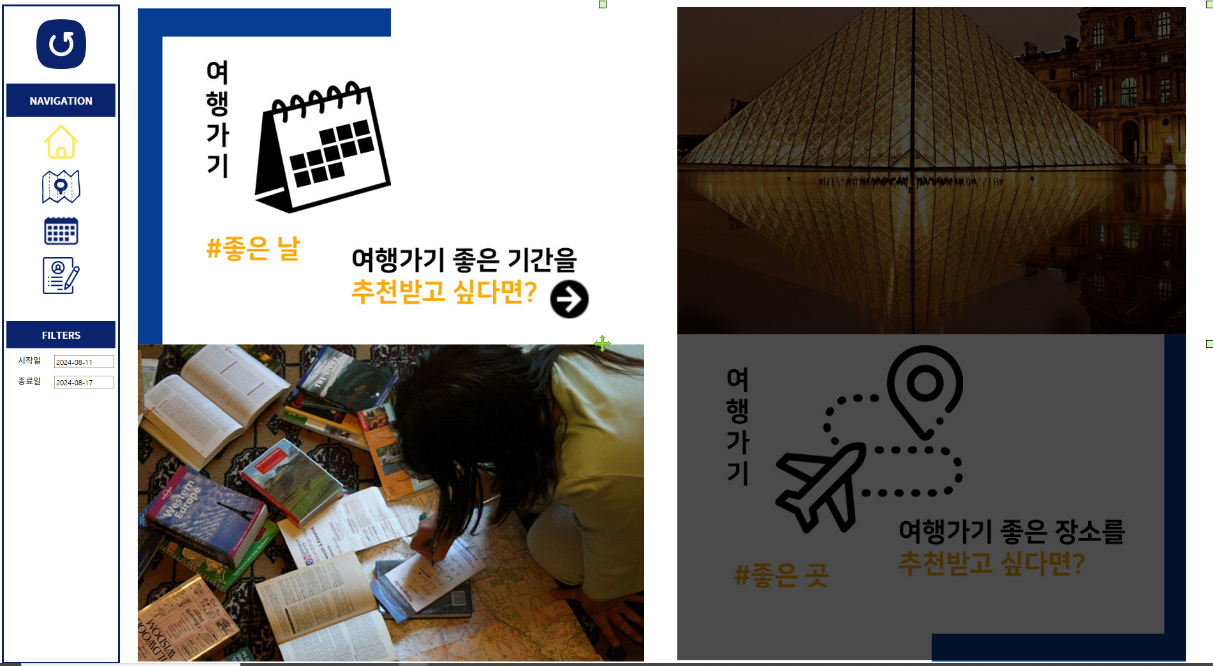 NAVIGATION
FILTERS
시작일 2024-08-11
종료일 2024-08-17
여
행
가
기
#좋은 날
여행가기 좋은 기간을
추천받고 싶다면?
Western
Europe
WISDOM
여
행
가
기
여행가기 좋은 장소를
추천받고 싶다면?
#좋은 곳